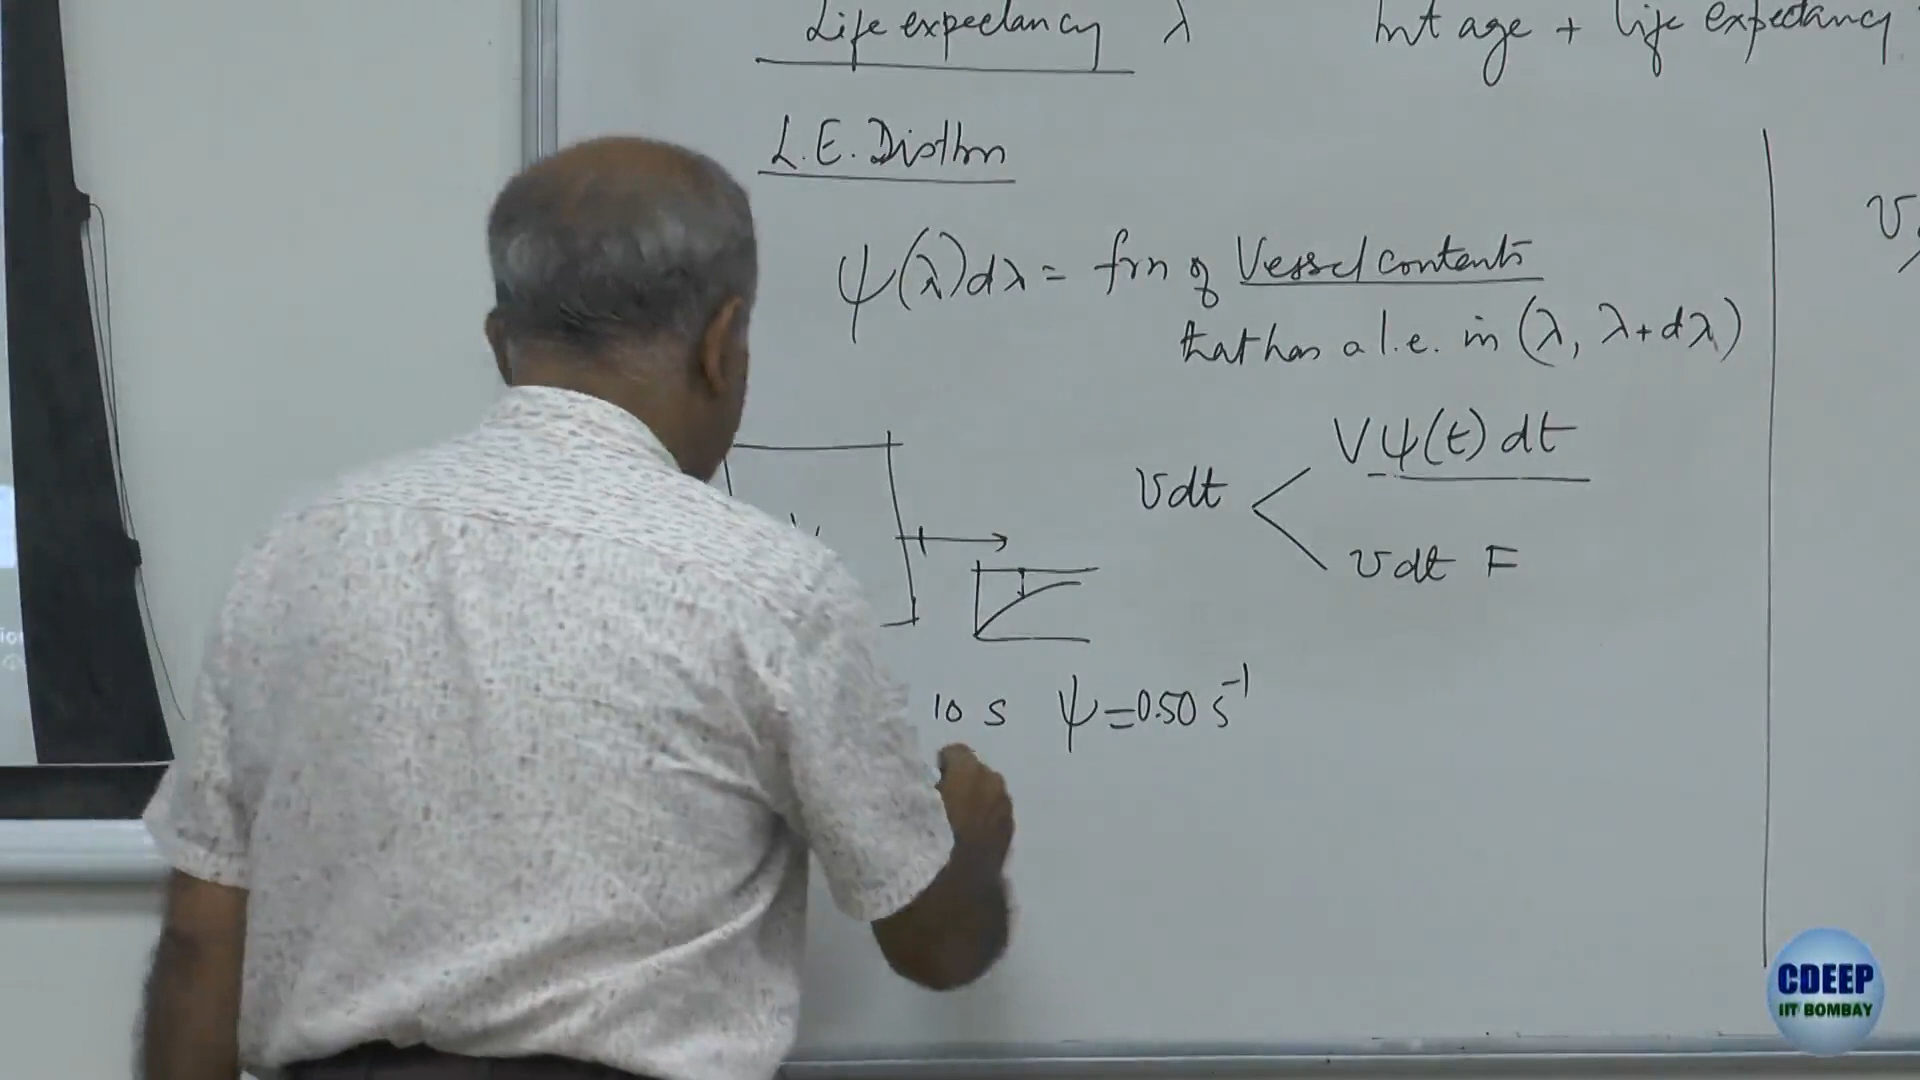 Life expectancy λ
Int age + life expectancy
L.E. Disthn
ψ(λ)dλ = frn of Vessel contents
that has a l.e. in (λ, λ+dλ)
Vψ(t) dt
vdt
vdt F
10 s ψ=0.50 s⁻¹
v
CDEEP
IIT BOMBAY